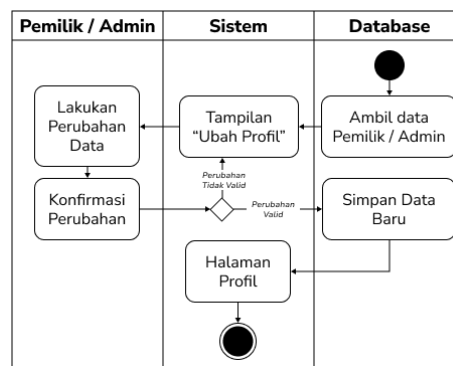 Pemilik / Admin
Sistem
Database
Lakukan
Perubahan
Data
Tampilan
“Ubah Profil”
Ambil data
Pemilik / Admin
Konfirmasi
Perubahan
Perubahan
Tidak Valid
Perubahan
Valid
Simpan Data
Baru
Halaman
Profil